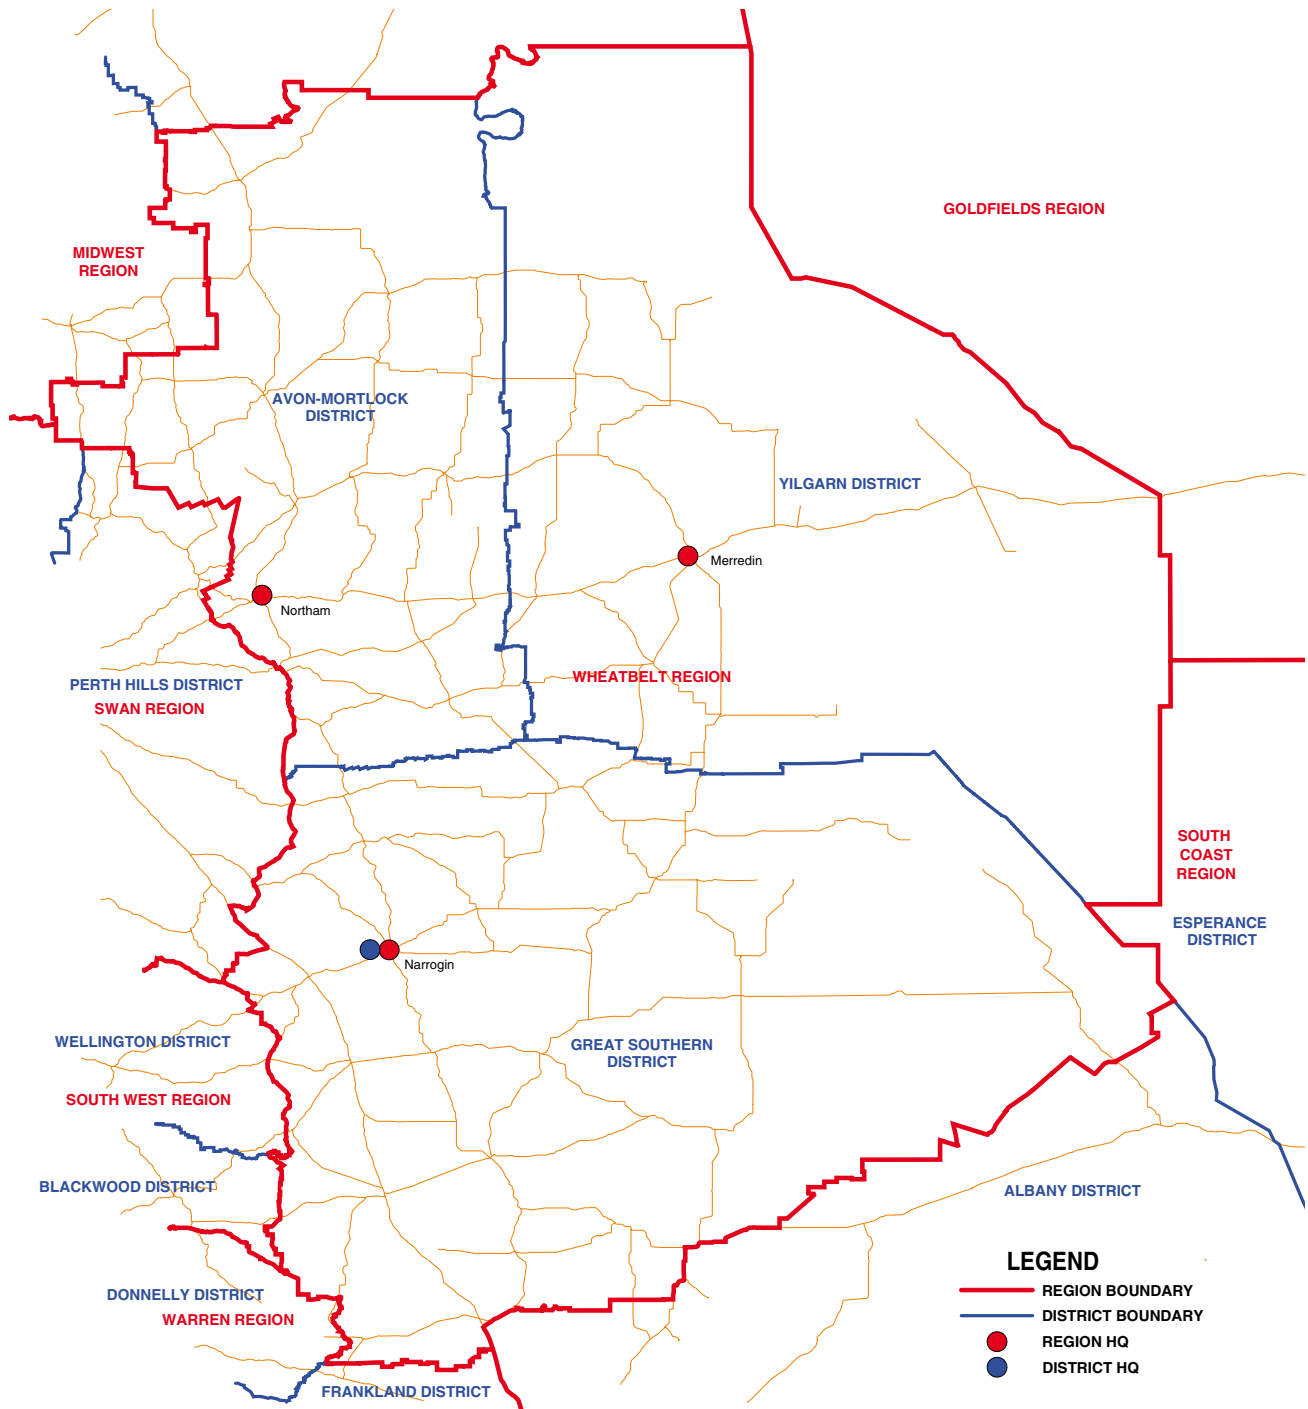 GOLDFIELDS REGION
MIDWEST
REGION
AVON-MORTLOCK
DISTRICT
YILGARN DISTRICT
Merredin
Northam
WHEATBELT REGION
PERTH HILLS DISTRICT
SWAN REGION
SOUTH
COAST
REGION
ESPERANCE
DISTRICT
Narrogin
WELLINGTON DISTRICT
GREAT SOUTHERN
DISTRICT
SOUTH WEST REGION
BLACKWOOD DISTRICT
ALBANY DISTRICT
DONNELLY DISTRICT
WARREN REGION
FRANKLAND DISTRICT
LEGEND
REGION BOUNDARY
DISTRICT BOUNDARY
REGION HQ
DISTRICT HQ